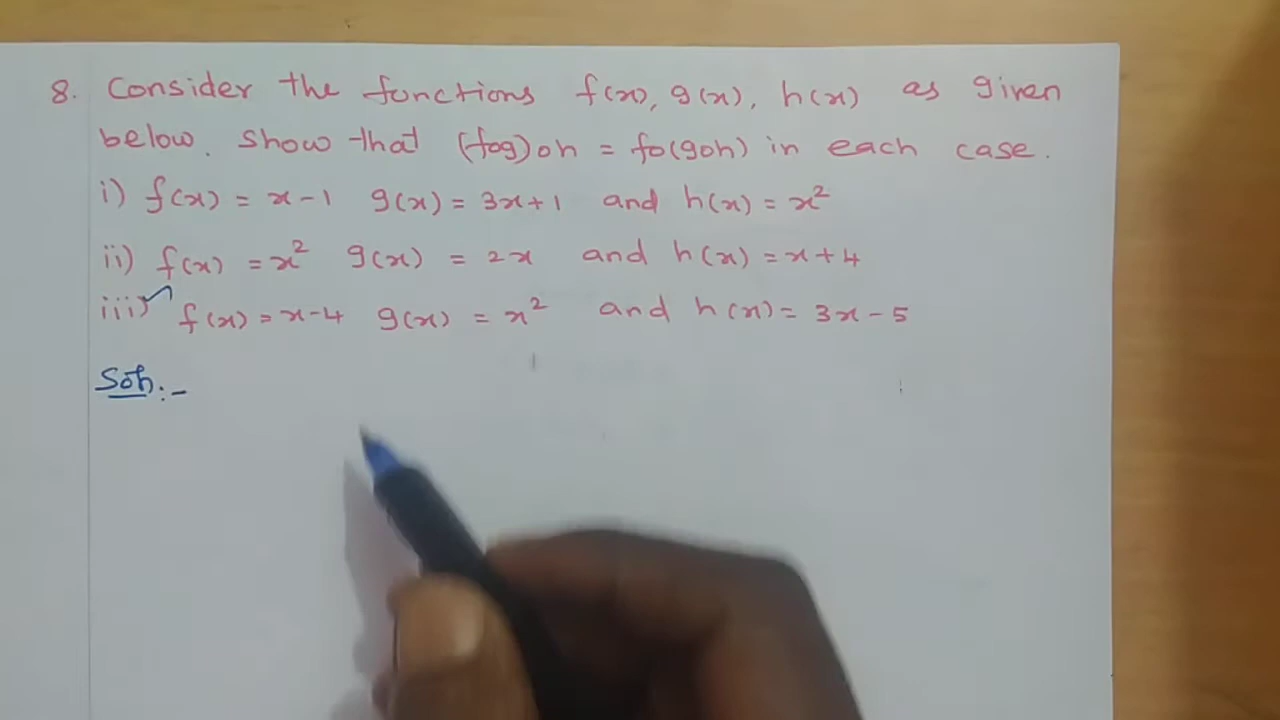 8. Consider the functions f(x), g(x), h(x) as given
below. Show that (fog)oh = fo(goh) in each case.
i) f(x) = x-1 g(x) = 3x+1 and h(x) = x²
ii) f(x) = x² g(x) = 2x and h(x) = x+4
iii) f(x) = x-4 g(x) = x² and h(x) = 3x-5
Soln:-